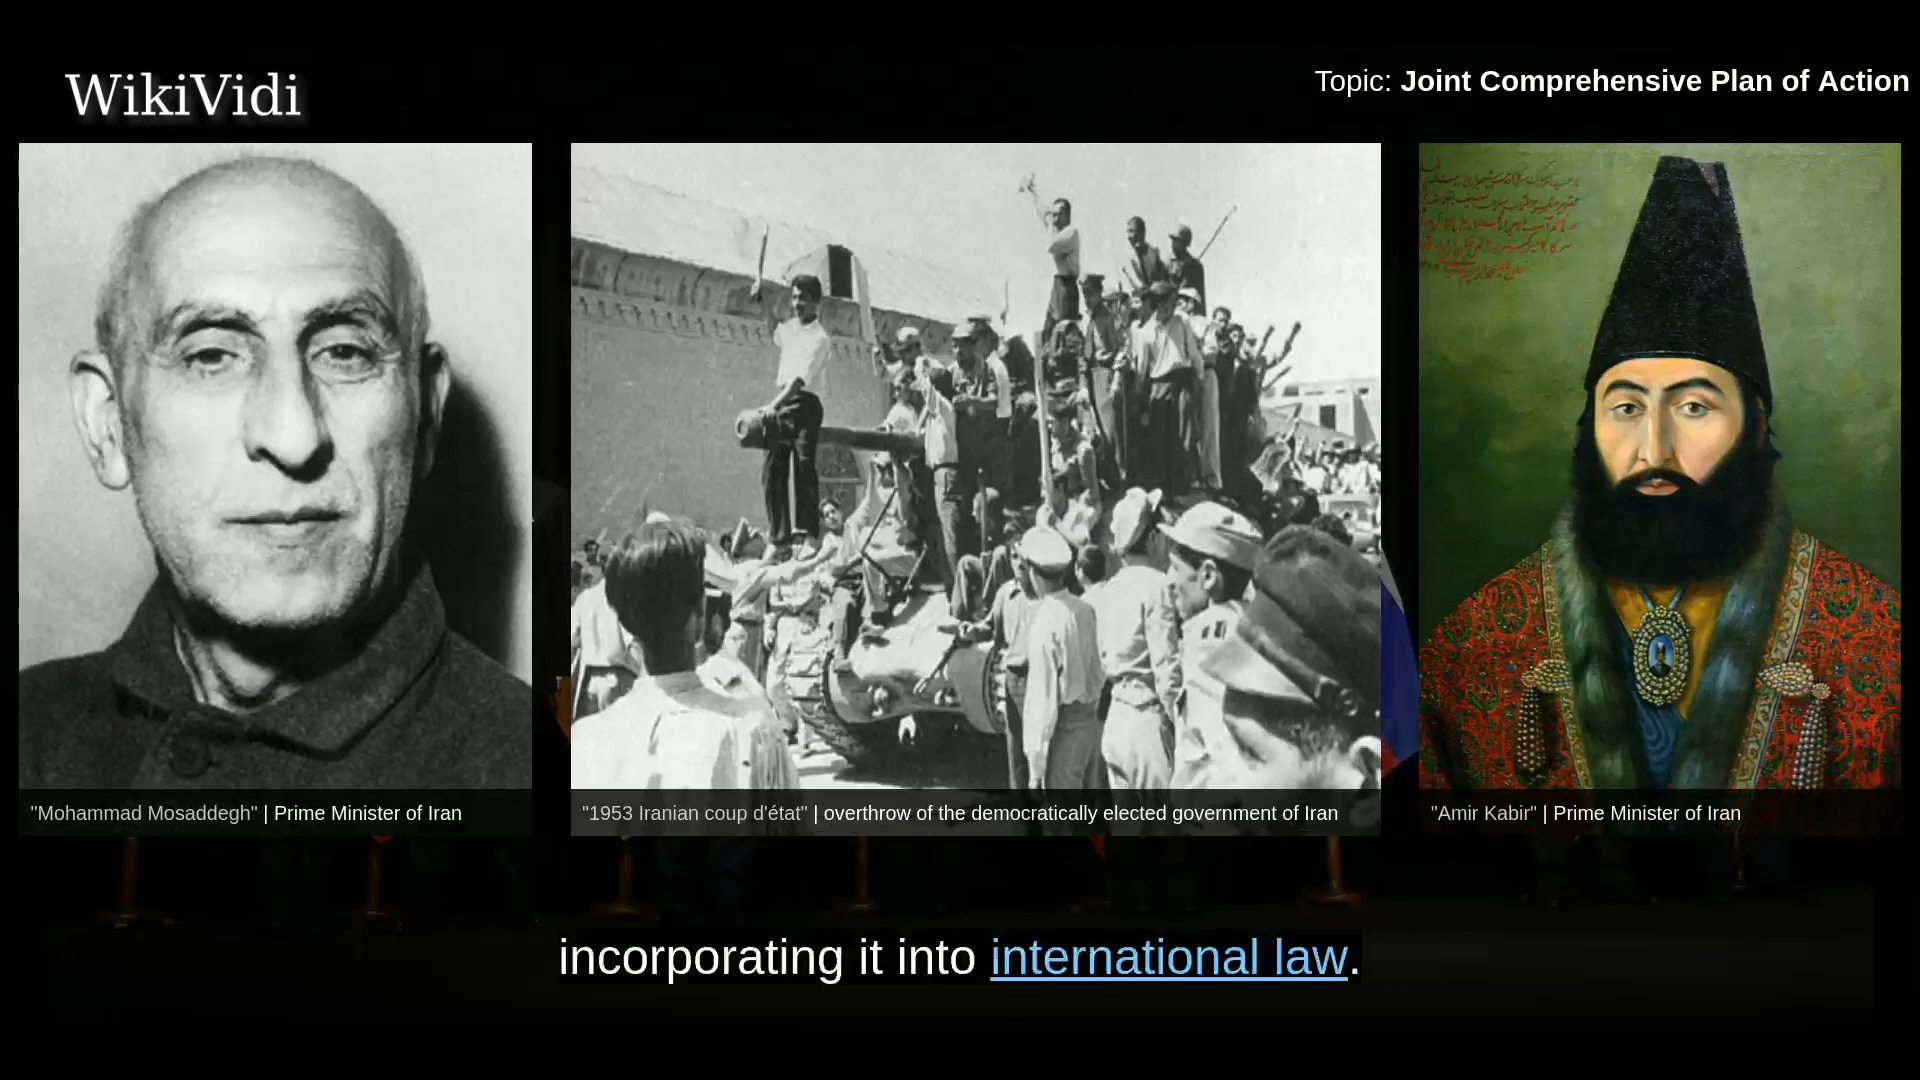 WikiVidi
Topic: Joint Comprehensive Plan of Action
"Mohammad Mosaddegh" | Prime Minister of Iran
"1953 Iranian coup d'état" | overthrow of the democratically elected government of Iran
"Amir Kabir" | Prime Minister of Iran
incorporating it into international law.